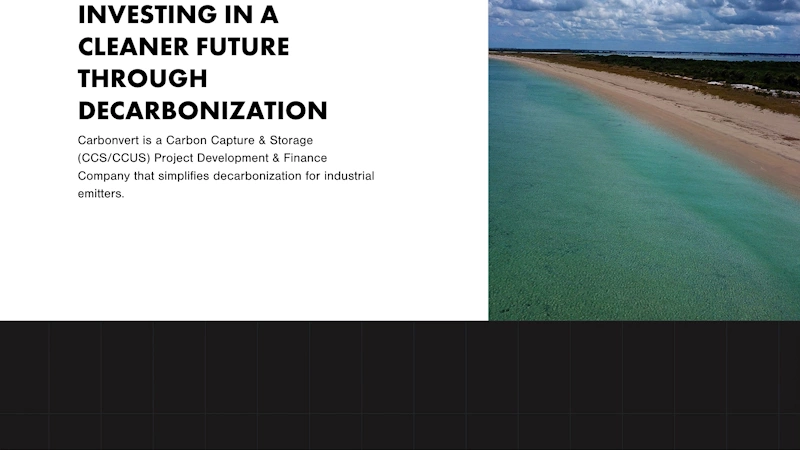 INVESTING IN A
CLEANER FUTURE
THROUGH
DECARBONIZATION
Carbonvert is a Carbon Capture & Storage
(CCS/CCUS) Project Development & Finance
Company that simplifies decarbonization for industrial
emitters.